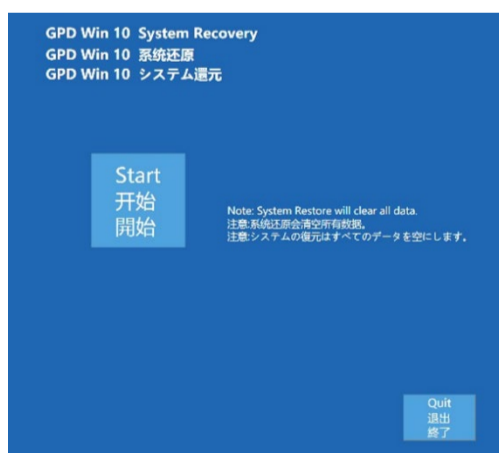 GPD Win 10 System Recovery
GPD Win 10 系统还原
GPD Win 10 システム還元
Start
开始
開始
Note: System Restore will clear all data.
注意:系统还原会清空所有数据。
注意:システムの復元はすべてのデータを空にします。
Quit
退出
終了